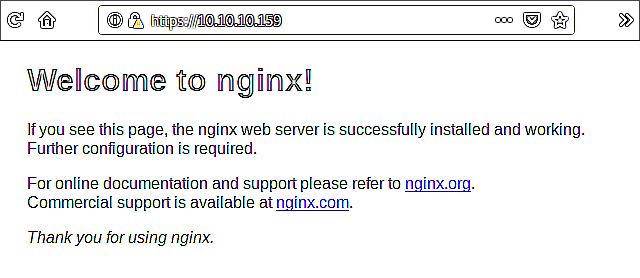 https://10.10.10.159
Welcome to nginx!
If you see this page, the nginx web server is successfully installed and working.
Further configuration is required.
For online documentation and support please refer to nginx.org.
Commercial support is available at nginx.com.
Thank you for using nginx.